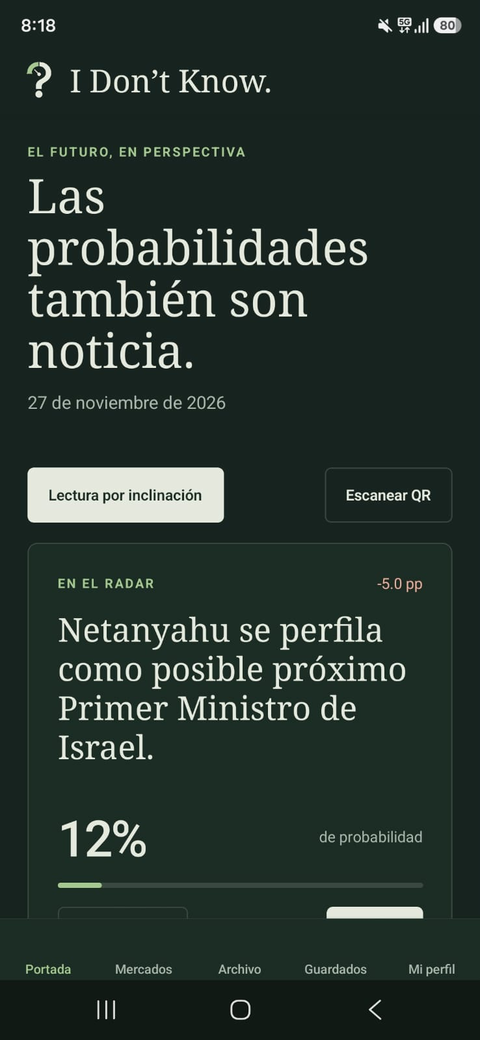 8:18
5G
80
I Don’t Know.
EL FUTURO, EN PERSPECTIVA
Las
probabilidades
también son
noticia.
27 de noviembre de 2026
Lectura por inclinación
Escanear QR
EN EL RADAR
-5.0 pp
Netanyahu se perfila
como posible próximo
Primer Ministro de
Israel.
12%
de probabilidad
Portada
Mercados
Archivo
Guardados
Mi perfil